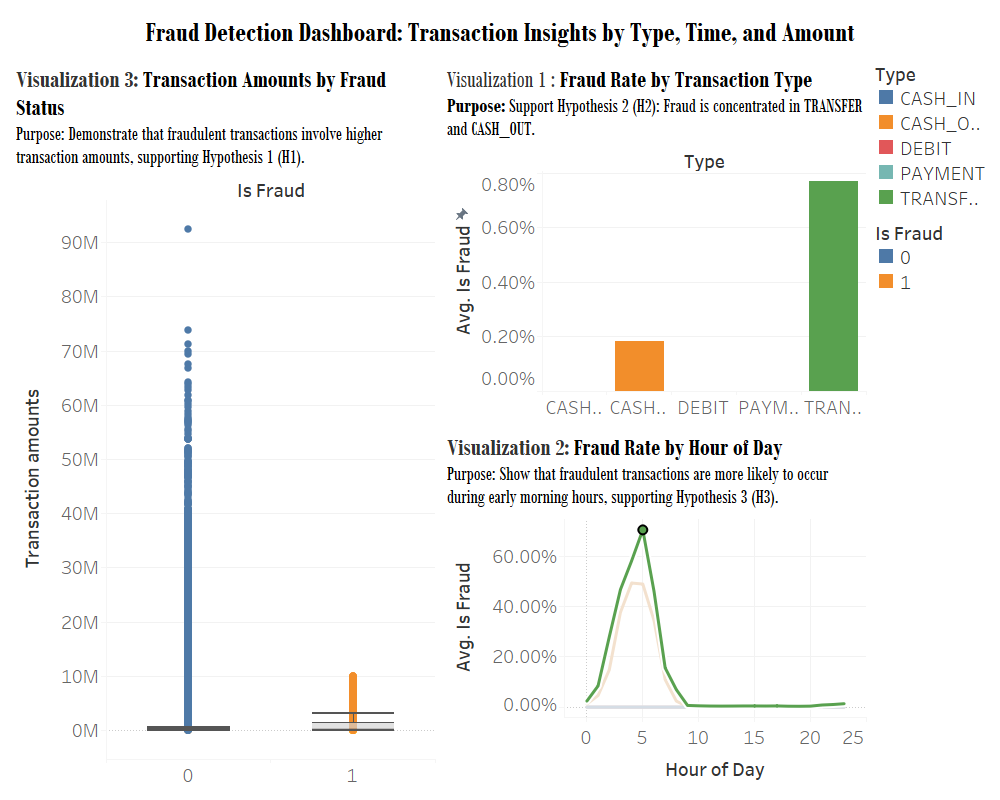 Fraud Detection Dashboard: Transaction Insights by Type, Time, and Amount
Visualization 3: Transaction Amounts by Fraud
Status
Purpose: Demonstrate that fraudulent transactions involve higher
transaction amounts, supporting Hypothesis 1 (H1).
Is Fraud
Transaction amounts
90M
80M
70M
60M
50M
40M
30M
20M
10M
0M
0
1
Visualization 1 : Fraud Rate by Transaction Type
Purpose: Support Hypothesis 2 (H2): Fraud is concentrated in TRANSFER
and CASH_OUT.
Type
Avg. Is Fraud
0.80%
0.60%
0.40%
0.20%
0.00%
CASH.. CASH.. DEBIT PAYM.. TRAN..
Visualization 2: Fraud Rate by Hour of Day
Purpose: Show that fraudulent transactions are more likely to occur
during early morning hours, supporting Hypothesis 3 (H3).
Avg. Is Fraud
60.00%
40.00%
20.00%
0.00%
0 5 10 15 20 25
Hour of Day
Type
CASH_IN
CASH_O..
DEBIT
PAYMENT
TRANSF..
Is Fraud
0
1